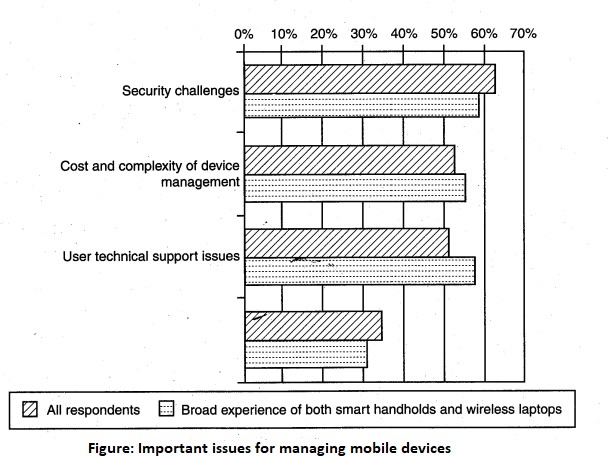 0% 10% 20% 30% 40% 50% 60% 70%
Security challenges
Cost and complexity of device
management
User technical support issues
All respondents Broad experience of both smart handholds and wireless laptops
Figure: Important issues for managing mobile devices